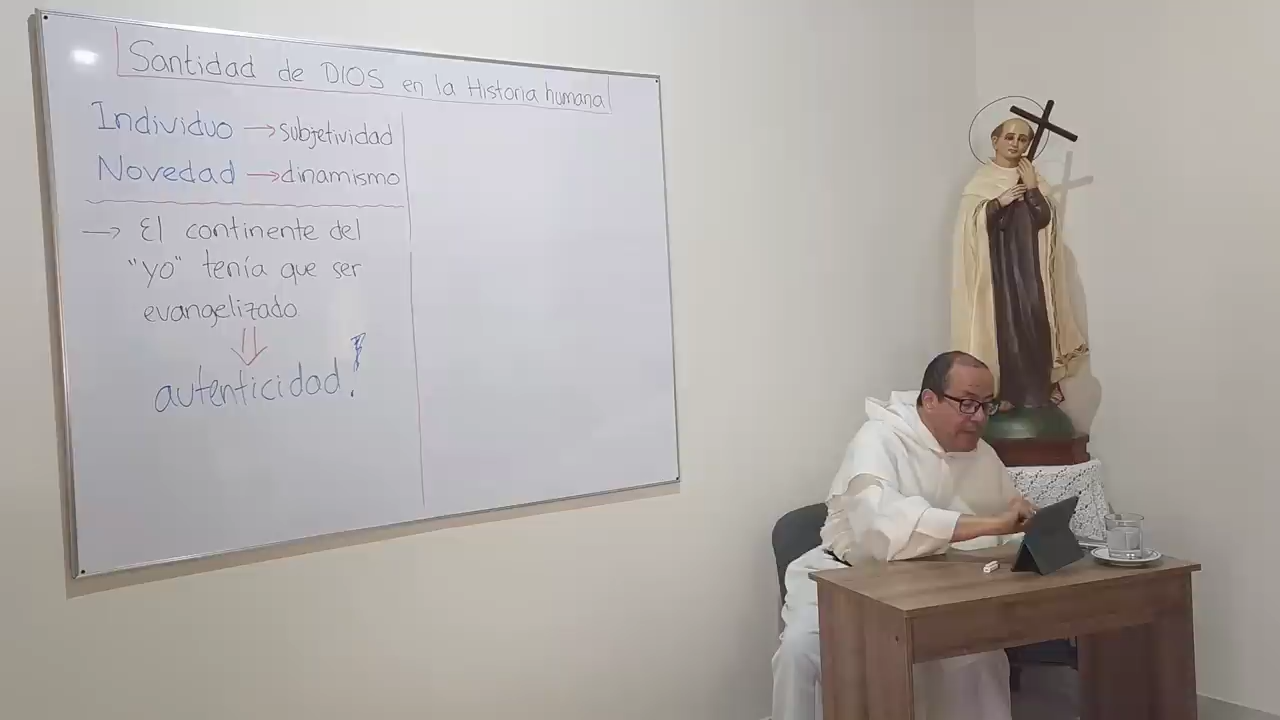 Santidad de DIOS en la Historia humana
Individuo → subjetividad
Novedad → dinamismo
→ El continente del
"yo" tenía que ser
evangelizado
⇓
autenticidad!